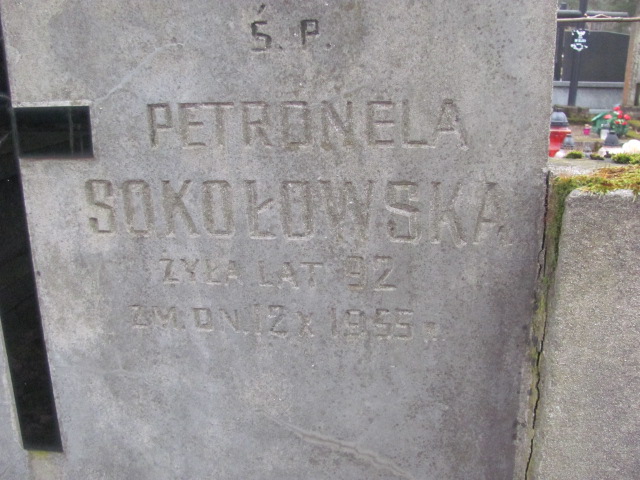 Ś. P.
PETRONELA
SOKOŁOWSKA
ŻYŁA LAT 92
ZM. DN. 12 X 1955 r.